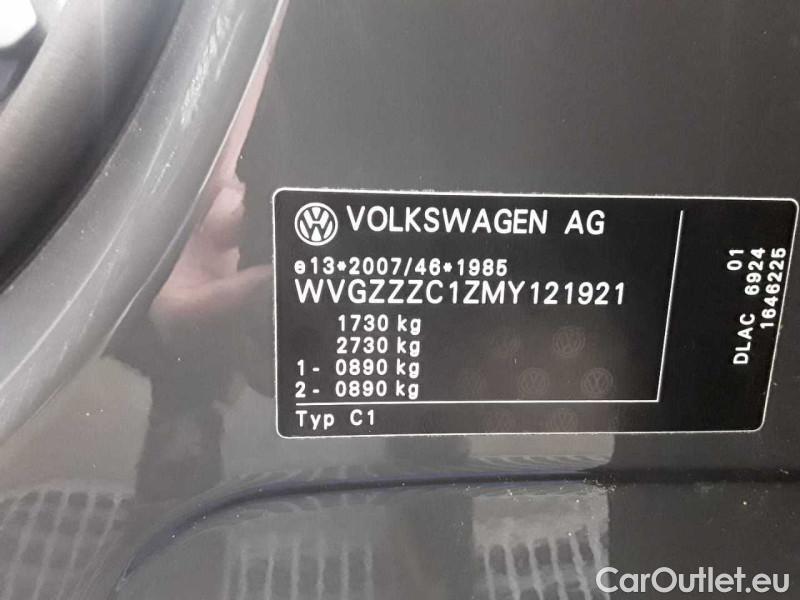 VOLKSWAGEN AG
e13*2007/46*1985
WVGZZZC1ZMY121921
1730 kg
2730 kg
1- 0890 kg
2- 0890 kg
Typ C1
01
DLAC 6924
1646225
CarOutlet.eu